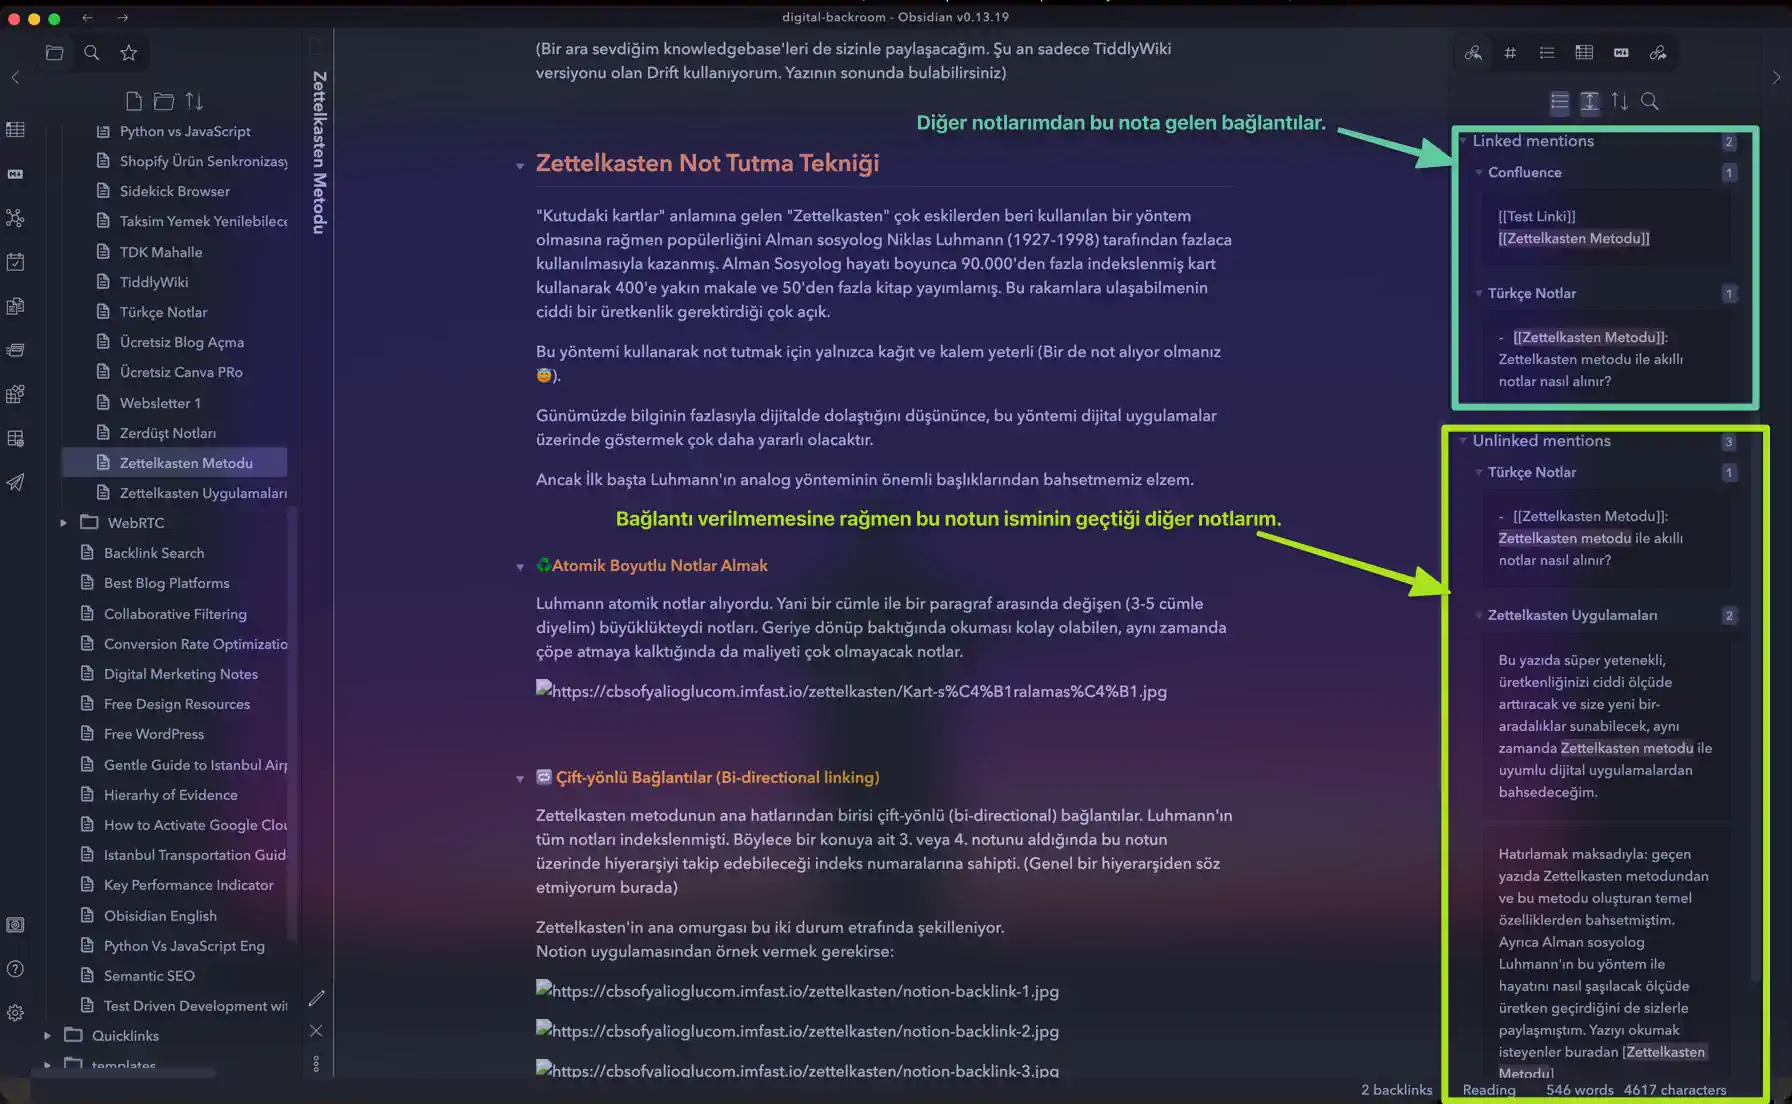 digital-backroom - Obsidian v0.13.19
Python vs JavaScript
Shopify Ürün Senkronizasy
Sidekick Browser
Taksim Yemek Yenilebilece
TDK Mahalle
TiddlyWiki
Türkçe Notlar
Ücretsiz Blog Açma
Ücretsiz Canva PRo
Websletter 1
Zerdüşt Notları
Zettelkasten Metodu
Zettelkasten Uygulamaları
WebRTC
Backlink Search
Best Blog Platforms
Collaborative Filtering
Conversion Rate Optimizatio
Digital Merketing Notes
Free Design Resources
Free WordPress
Gentle Guide to Istanbul Airp
Hierarhy of Evidence
How to Activate Google Clou
Istanbul Transportation Guid
Key Performance Indicator
Obisidian English
Python Vs JavaScript Eng
Semantic SEO
Test Driven Development wi
Quicklinks
templates
Zettelkasten Metodu
(Bir ara sevdiğim knowledgebase'leri de sizinle paylaşacağım. Şu an sadece TiddlyWiki
versiyonu olan Drift kullanıyorum. Yazının sonunda bulabilirsiniz)
Diğer notlarımdan bu nota gelen bağlantılar.
Zettelkasten Not Tutma Tekniği
"Kutudaki kartlar" anlamına gelen "Zettelkasten" çok eskilerden beri kullanılan bir yöntem
olmasına rağmen popülerliğini Alman sosyolog Niklas Luhmann (1927-1998) tarafından fazlaca
kullanılmasıyla kazanmış. Alman Sosyolog hayatı boyunca 90.000'den fazla indekslenmiş kart
kullanarak 400'e yakın makale ve 50'den fazla kitap yayımlamış. Bu rakamlara ulaşabilmenin
ciddi bir üretkenlik gerektirdiği çok açık.
Bu yöntemi kullanarak not tutmak için yalnızca kağıt ve kalem yeterli (Bir de not alıyor olmanız
😇).
Günümüzde bilginin fazlasıyla dijitalde dolaştığını düşününce, bu yöntemi dijital uygulamalar
üzerinde göstermek çok daha yararlı olacaktır.
Ancak İlk başta Luhmann'ın analog yönteminin önemli başlıklarından bahsetmemiz elzem.
Bağlantı verilmemesine rağmen bu notun isminin geçtiği diğer notlarım.
♻Atomik Boyutlu Notlar Almak
Luhmann atomik notlar alıyordu. Yani bir cümle ile bir paragraf arasında değişen (3-5 cümle
diyelim) büyüklükteydi notları. Geriye dönüp baktığında okuması kolay olabilen, aynı zamanda
çöpe atmaya kalktığında da maliyeti çok olmayacak notlar.
https://cbsofyalioglucom.imfast.io/zettelkasten/Kart-s%C4%B1ralamas%C4%B1.jpg
🔁 Çift-yönlü Bağlantılar (Bi-directional linking)
Zettelkasten metodunun ana hatlarından birisi çift-yönlü (bi-directional) bağlantılar. Luhmann'ın
tüm notları indekslenmişti. Böylece bir konuya ait 3. veya 4. notunu aldığında bu notun
üzerinde hiyerarşiyi takip edebileceği indeks numaralarına sahipti. (Genel bir hiyerarşiden söz
etmiyorum burada)
Zettelkasten'in ana omurgası bu iki durum etrafında şekilleniyor.
Notion uygulamasından örnek vermek gerekirse:
https://cbsofyalioglucom.imfast.io/zettelkasten/notion-backlink-1.jpg
https://cbsofyalioglucom.imfast.io/zettelkasten/notion-backlink-2.jpg
https://cbsofyalioglucom.imfast.io/zettelkasten/notion-backlink-3.jpg
Linked mentions 2
Confluence 1
[[Test Linki]]
[[Zettelkasten Metodu]]
Türkçe Notlar 1
- [[Zettelkasten Metodu]]:
Zettelkasten metodu ile akıllı
notlar nasıl alınır?
Unlinked mentions 3
Türkçe Notlar 1
- [[Zettelkasten Metodu]]:
Zettelkasten metodu ile akıllı
notlar nasıl alınır?
Zettelkasten Uygulamaları 2
Bu yazıda süper yetenekli,
üretkenliğinizi ciddi ölçüde
arttıracak ve size yeni bir-
aradalıklar sunabilecek, aynı
zamanda Zettelkasten metodu ile
uyumlu dijital uygulamalardan
bahsedeceğim.
Hatırlamak maksadıyla: geçen
yazıda Zettelkasten metodundan
ve bu metodu oluşturan temel
özelliklerden bahsetmiştim.
Ayrıca Alman sosyolog
Luhmann'ın bu yöntem ile
hayatını nasıl şaşılacak ölçüde
üretken geçirdiğini de sizlerle
paylaşmıştım. Yazıyı okumak
isteyenler buradan [Zettelkasten
Metodu]
2 backlinks Reading 546 words 4617 characters